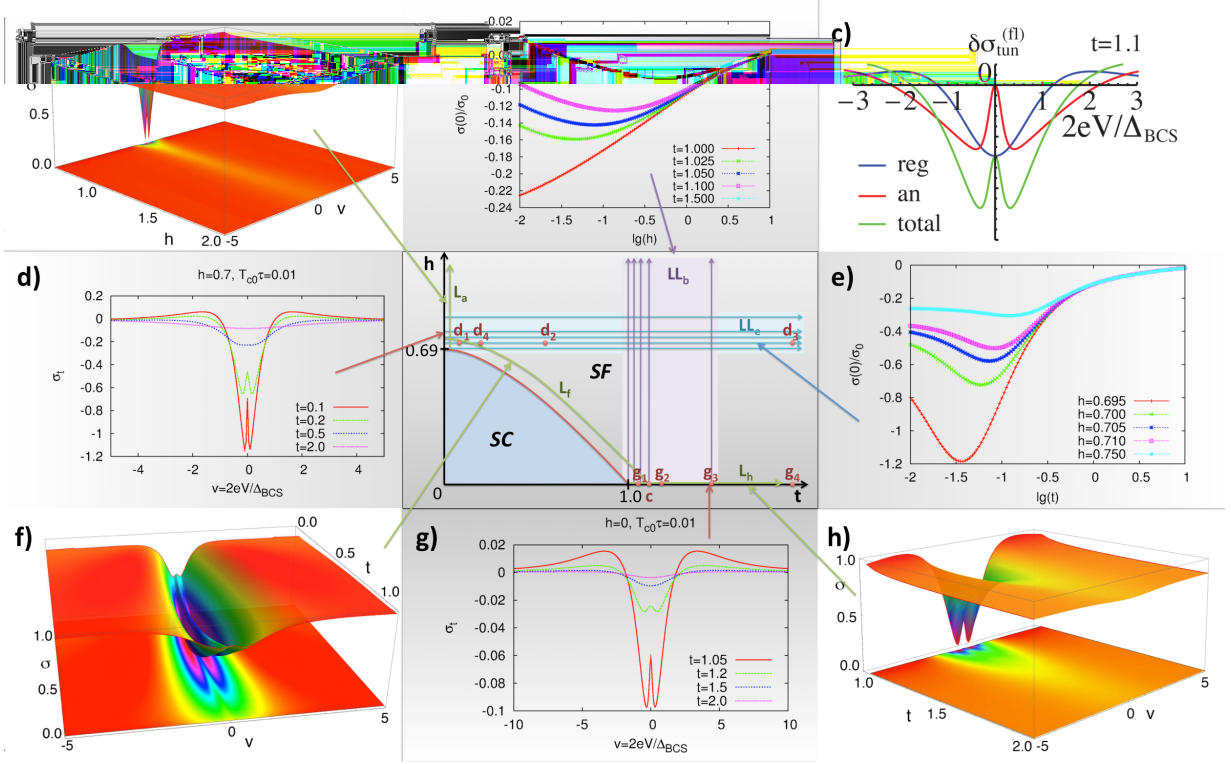 0.5
0.0
1.0
1.5
2.0
-5
0
5
h
v
-0.02
-0.1
-0.12
-0.14
-0.16
-0.18
-0.2
-0.22
-0.24
σ(0)/σ0
t=1.000
t=1.025
t=1.050
t=1.100
t=1.500
-2
-1.5
-1
-0.5
0
0.5
1
lg(h)
c)
δσtun(fl)
t=1.1
0
−3
−2
−1
1
2
3
2eV/ΔBCS
reg
an
total
d)
h=0.7, Tc0τ=0.01
0.2
0
-0.2
-0.4
-0.6
-0.8
-1
-1.2
σt
t=0.1
t=0.2
t=0.5
t=2.0
-4
-2
0
2
4
v=2eV/ΔBCS
h
La
LLb
LLe
d1
d4
d2
d3
0.69
SF
Lf
SC
g1
g2
g3
Lh
g4
0
1.0
c
t
e)
0
-0.2
-0.4
-0.6
-0.8
-1
-1.2
σ(0)/σ0
h=0.695
h=0.700
h=0.705
h=0.710
h=0.750
-2
-1.5
-1
-0.5
0
0.5
1
lg(t)
f)
0.0
0.5
t
1.0
1.0
σ
0.5
0.0
-5
0
v
5
g)
h=0, Tc0τ=0.01
0.02
0
-0.02
-0.04
-0.06
-0.08
-0.1
σt
t=1.05
t=1.2
t=1.5
t=2.0
-10
-5
0
5
10
v=2eV/ΔBCS
h)
1.0
σ
0.5
0.0
1.0
t
1.5
2.0
-5
0
v
5